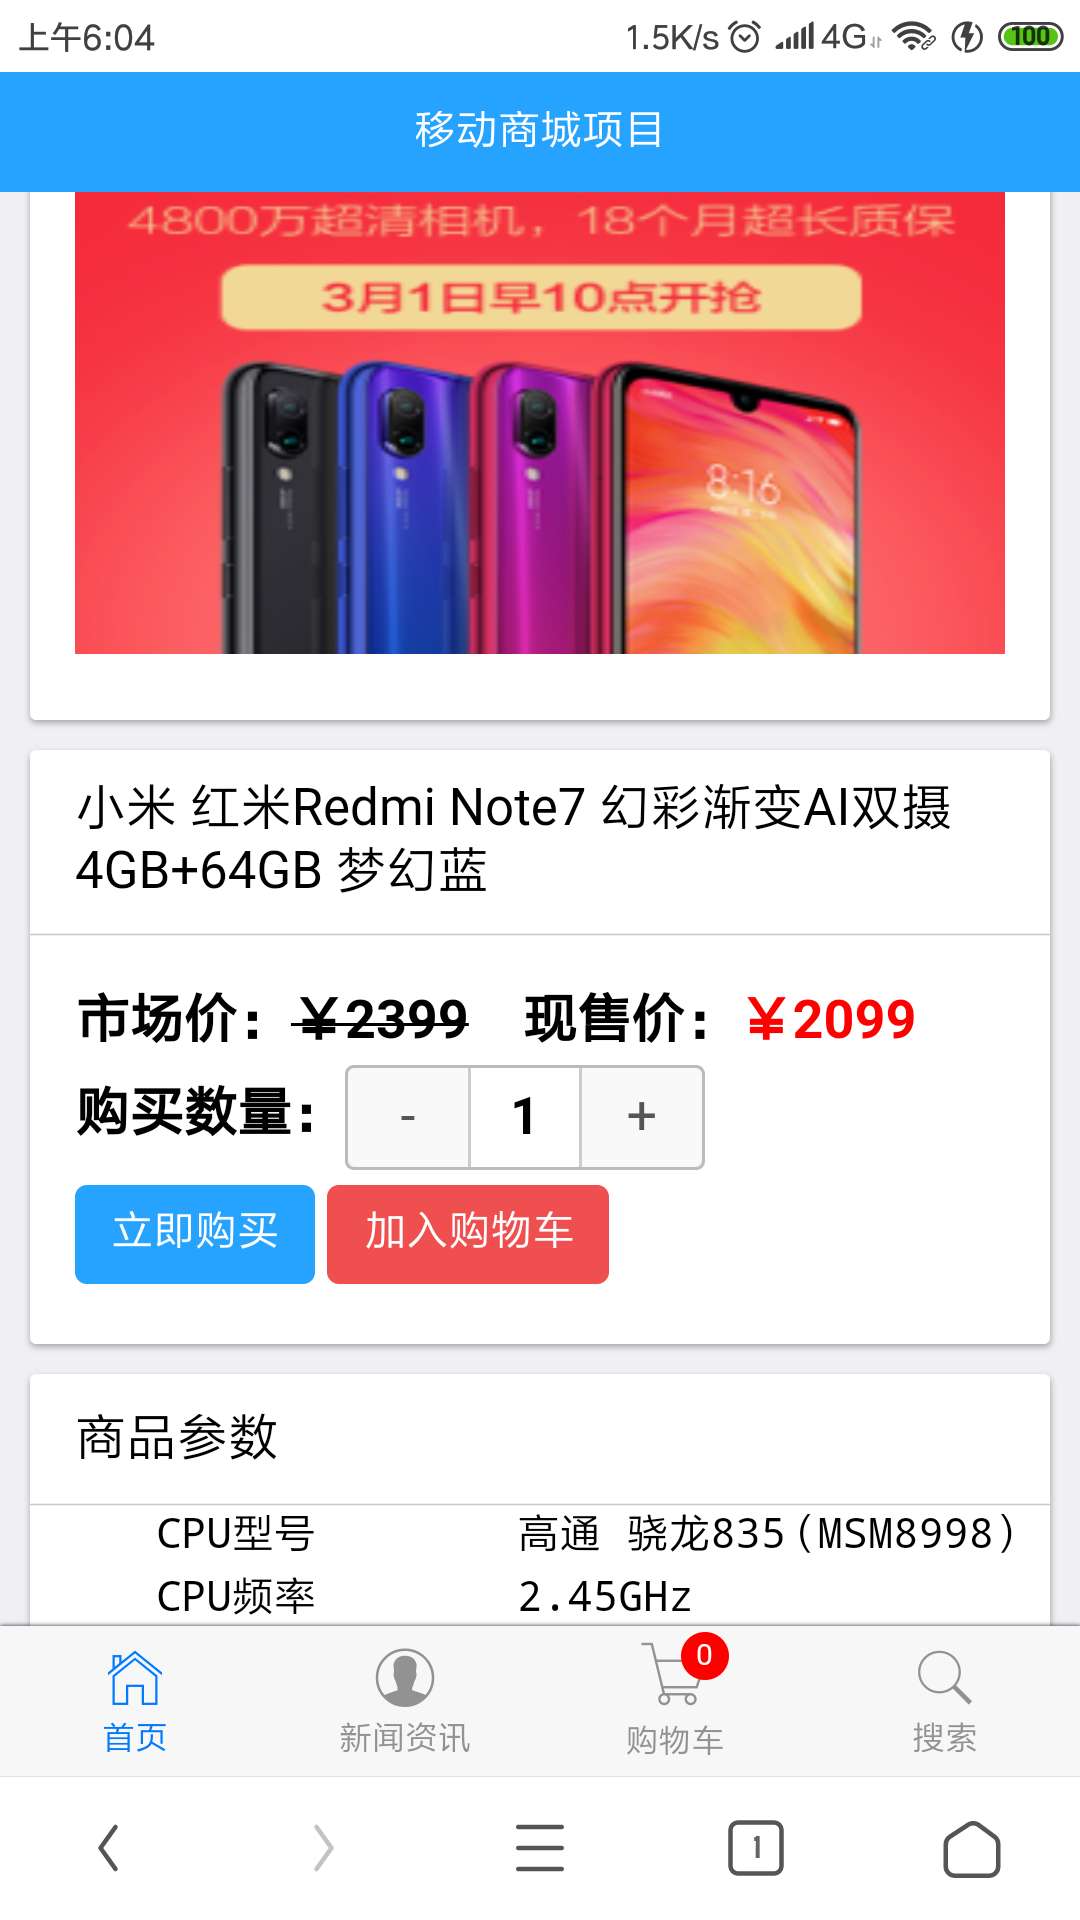 上午6:04
1.5K/s 4G 100
移动商城项目
4800万超清相机，18个月超长质保
3月1日早10点开抢
8:16
小米 红米Redmi Note7 幻彩渐变AI双摄
4GB+64GB 梦幻蓝
市场价：￥2399 现售价：￥2099
购买数量： - 1 +
立即购买 加入购物车
商品参数
CPU型号 高通 骁龙835(MSM8998)
CPU频率 2.45GHz
0
首页 新闻资讯 购物车 搜索
1